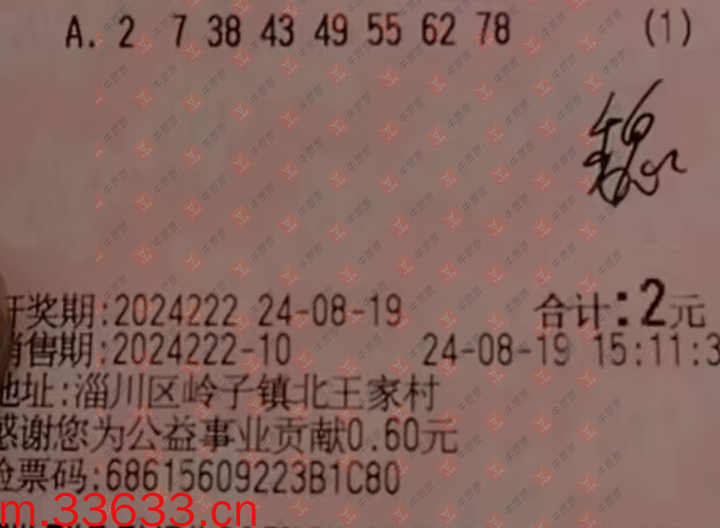 A. 2 7 38 43 49 55 62 78 (1)
魏
开奖期:2024222 24-08-19 合计:2元
销售期:2024222-10 24-08-19 15:11:3
地址:淄川区岭子镇北王家村
感谢您为公益事业贡献0.60元
验票码:68615609223B1C80
m.33633.cn